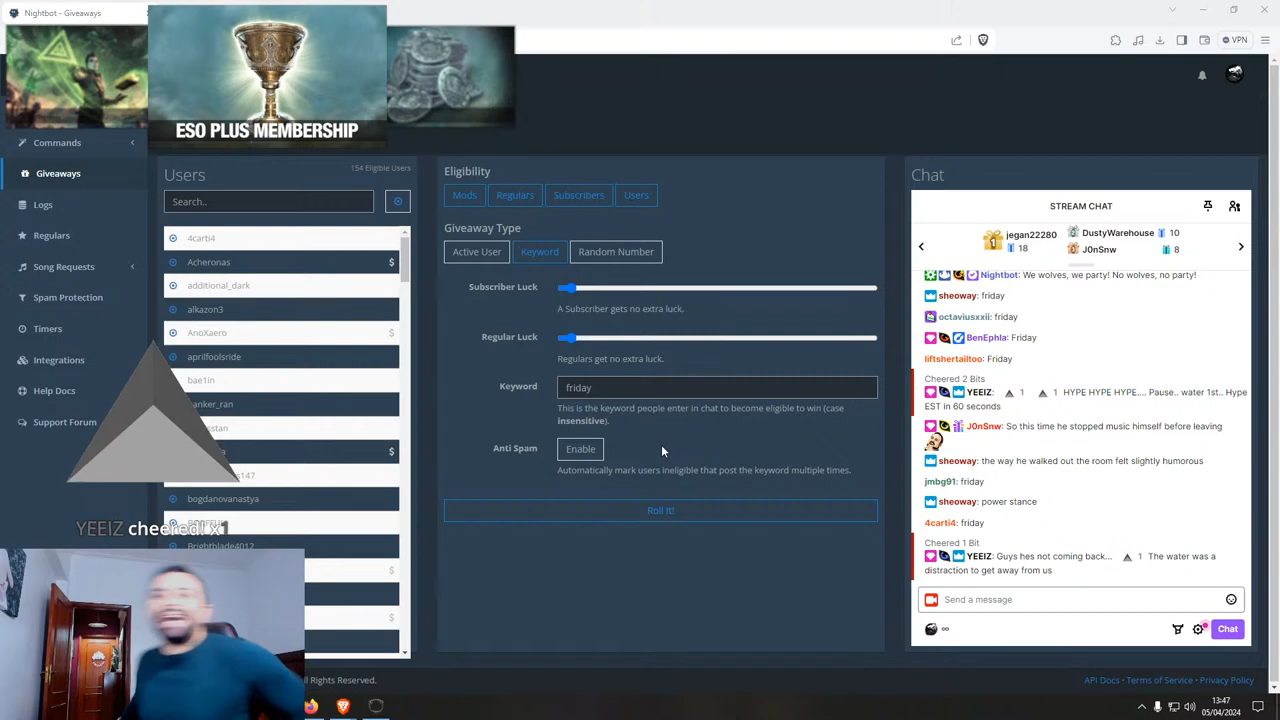 Nightbot - Giveaways
VPN
ESO PLUS MEMBERSHIP
Commands
Giveaways
Logs
Regulars
Song Requests
Spam Protection
Timers
Integrations
Help Docs
Support Forum
YEEIZ cheered! x1
Users
154 Eligible Users
Search..
4carti4
Acheronas $
additional_dark
alkazon3
AnoXaero $
aprilfoolsride
bae1in
$
bogdanovanastya
Brightblade4012
$
$
Eligibility
Mods
Regulars
Subscribers
Users
Giveaway Type
Active User
Keyword
Random Number
Subscriber Luck
A Subscriber gets no extra luck.
Regular Luck
Regulars get no extra luck.
Keyword
friday
This is the keyword people enter in chat to become eligible to win (case
insensitive).
Anti Spam
Enable
Automatically mark users ineligible that post the keyword multiple times.
Roll It!
Chat
STREAM CHAT
jegan22280
18
DustyWarehouse 10
J0nSnw 8
Nightbot: We wolves, we party! No wolves, no party!
sheoway: friday
octaviusxxii: friday
BenEphla: Friday
liftshertailtoo: Friday
Cheered 2 Bits
YEEIZ: 1 1 HYPE HYPE HYPE.... Pause.. water 1st.. Hype
EST in 60 seconds
J0nSnw: So this time he stopped music himself before leaving
sheoway: the way he walked out the room felt slightly humorous
jmbg91: friday
sheoway: power stance
4carti4: friday
Cheered 1 Bit
YEEIZ: Guys hes not coming back... 1 The water was a
distraction to get away from us
Send a message
∞
Chat
ll Rights Reserved.
API Docs · Terms of Service · Privacy Policy
13:47
05/04/2024